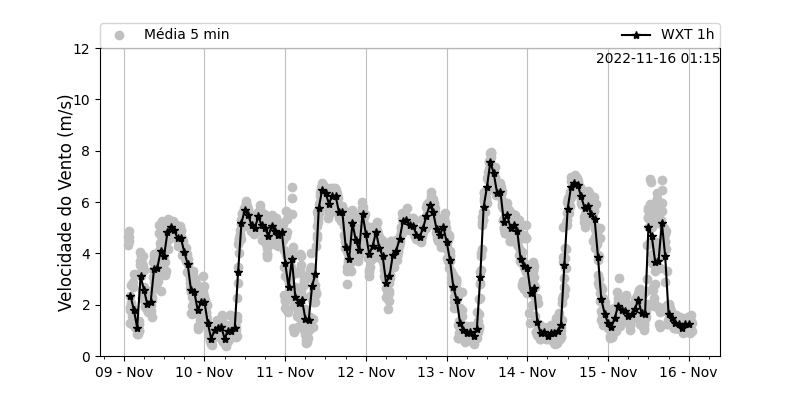 Média 5 min
WXT 1h
2022-11-16 01:15
Velocidade do Vento (m/s)
12
10
8
6
4
2
0
09 - Nov
10 - Nov
11 - Nov
12 - Nov
13 - Nov
14 - Nov
15 - Nov
16 - Nov